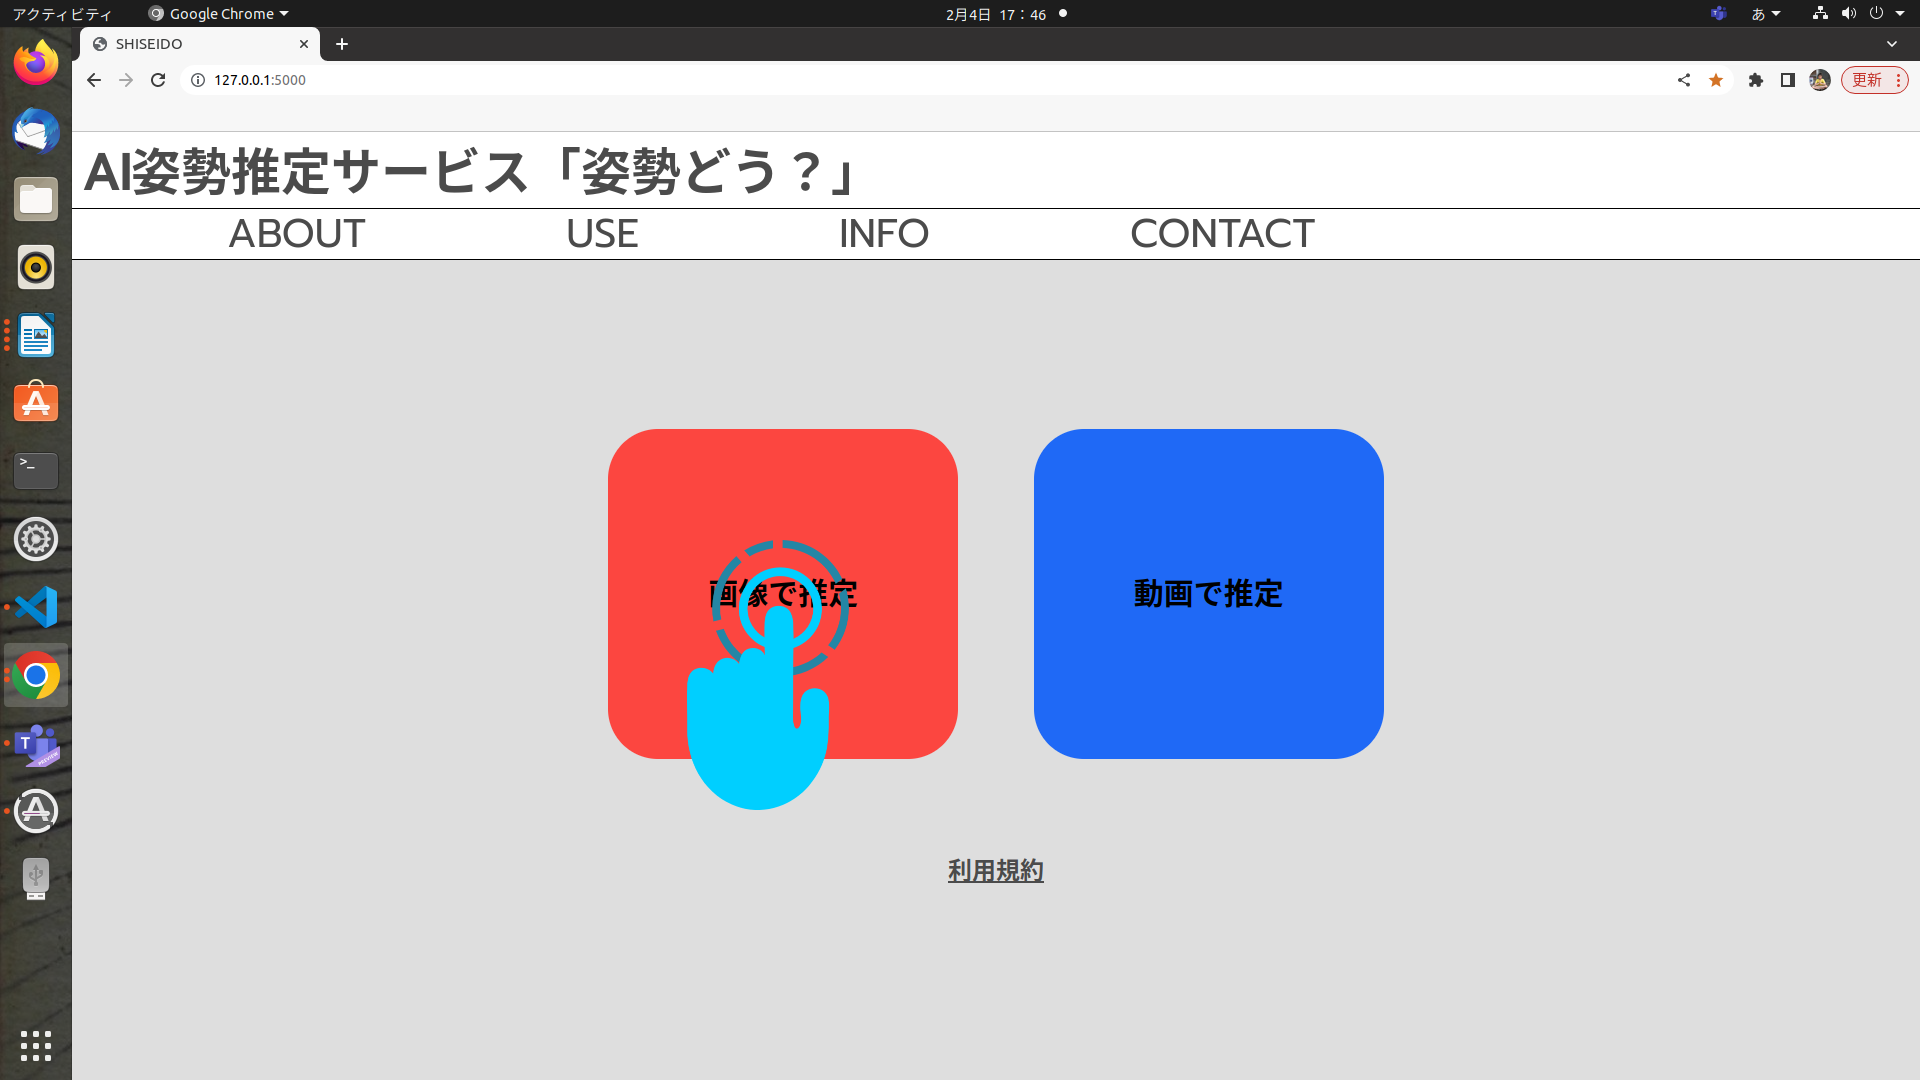 アクティビティ
Google Chrome
2月4日 17：46
あ
SHISEIDO
127.0.0.1:5000
更新
AI姿勢推定サービス「姿勢どう？」
ABOUT USE INFO CONTACT
画像で推定
動画で推定
利用規約